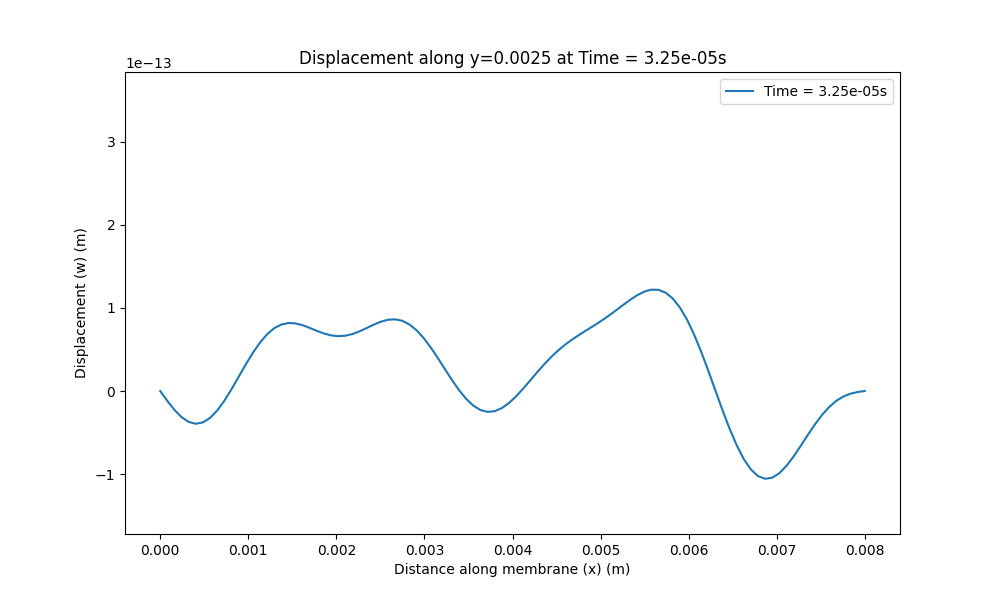 Displacement along y=0.0025 at Time = 3.25e-05s
1e−13
Time = 3.25e-05s
3
2
1
0
−1
Displacement (w) (m)
0.000 0.001 0.002 0.003 0.004 0.005 0.006 0.007 0.008
Distance along membrane (x) (m)